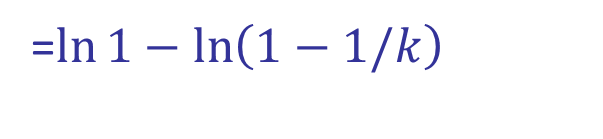 =ln 1 − ln(1 − 1/k)